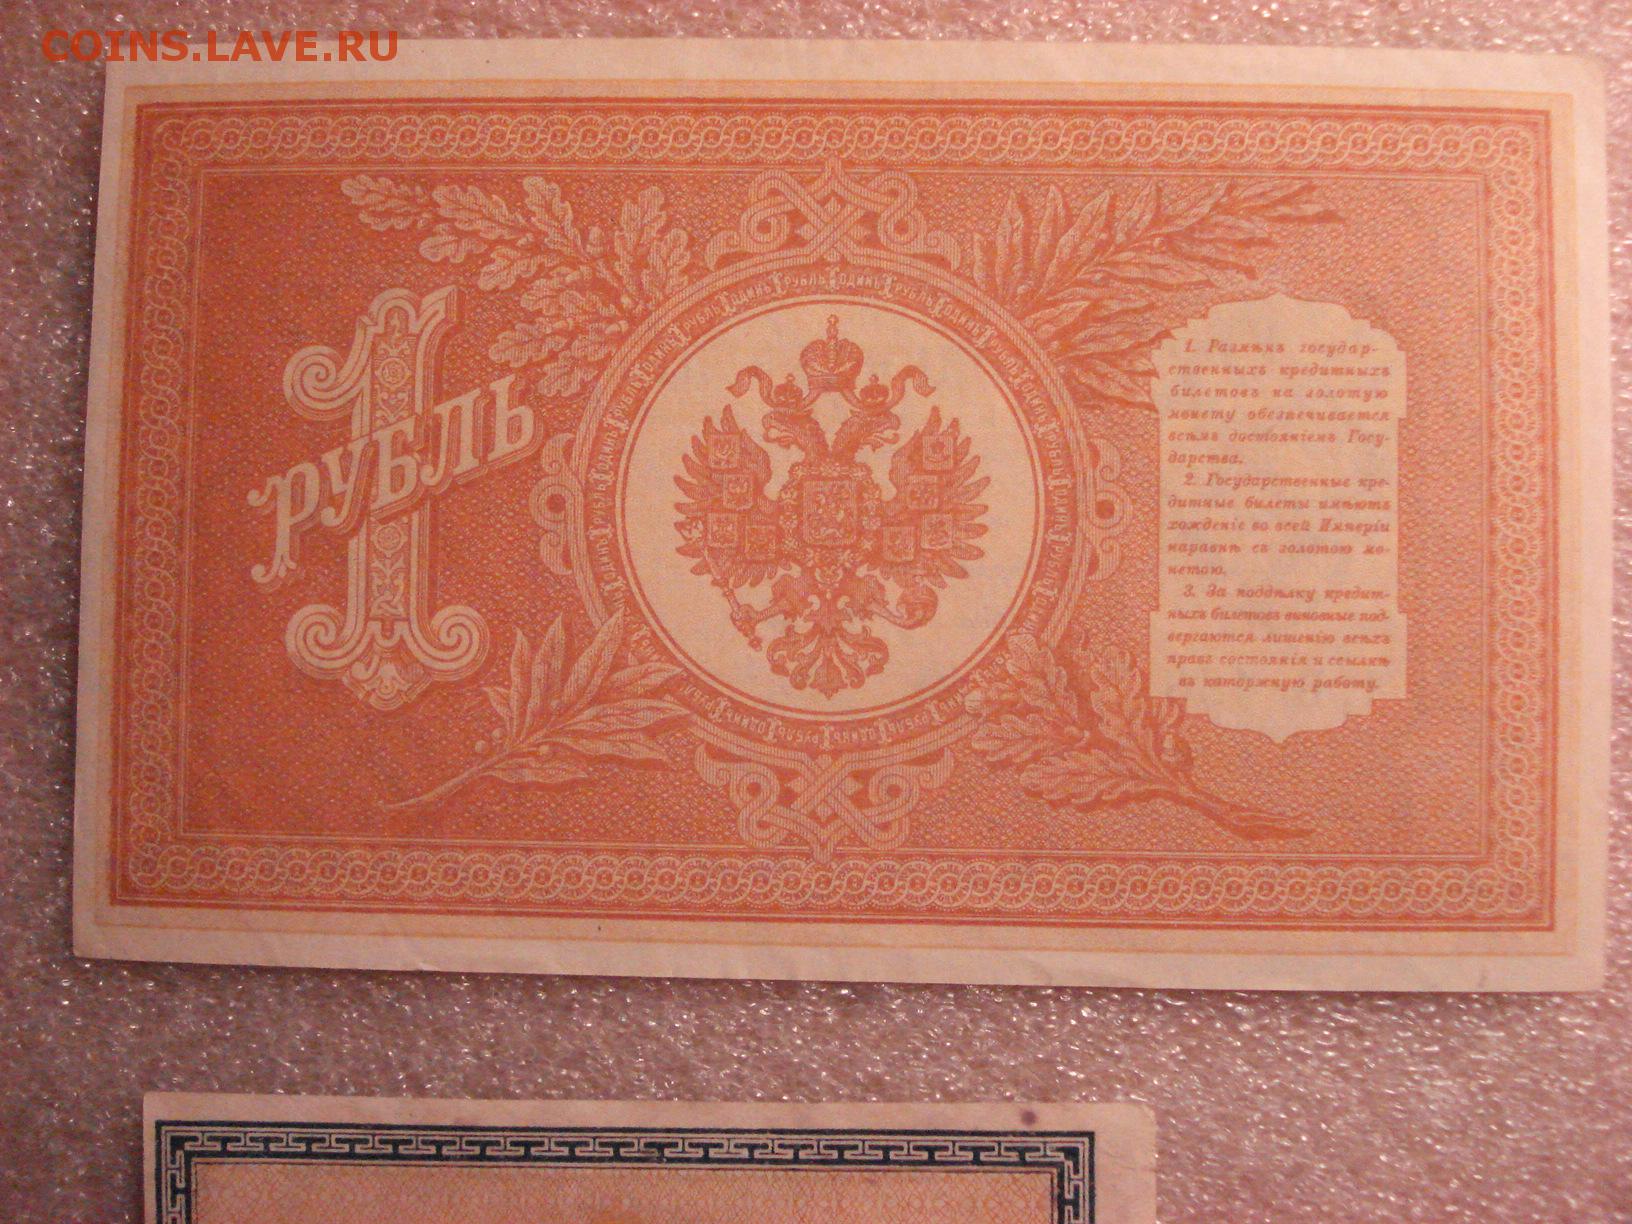 COINS.LAVE.RU
1
РУБЛЬ
1. Размѣнъ государ-
ственныхъ кредитныхъ
билетовъ на золотую
монету обезпечивается
всѣмъ достояніемъ Госу-
дарства.
2. Государственные кре-
дитные билеты имѣютъ
хожденіе во всей Имперіи
наравнѣ съ золотою мо-
нетою.
3. За поддѣлку кредит-
ныхъ билетовъ виновные под-
вергаются лишенію всѣхъ
правъ состоянія и ссылкѣ
въ каторжную работу.